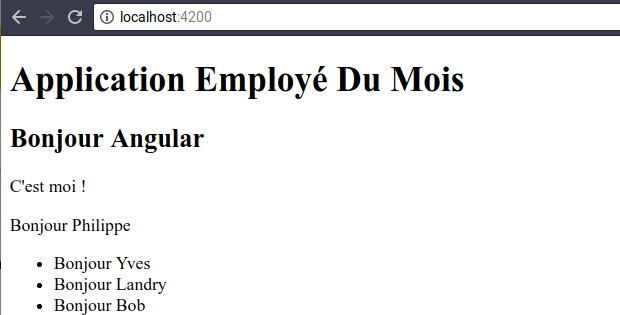 localhost:4200
Application Employé Du Mois
Bonjour Angular
C'est moi !
Bonjour Philippe
Bonjour Yves
Bonjour Landry
Bonjour Bob